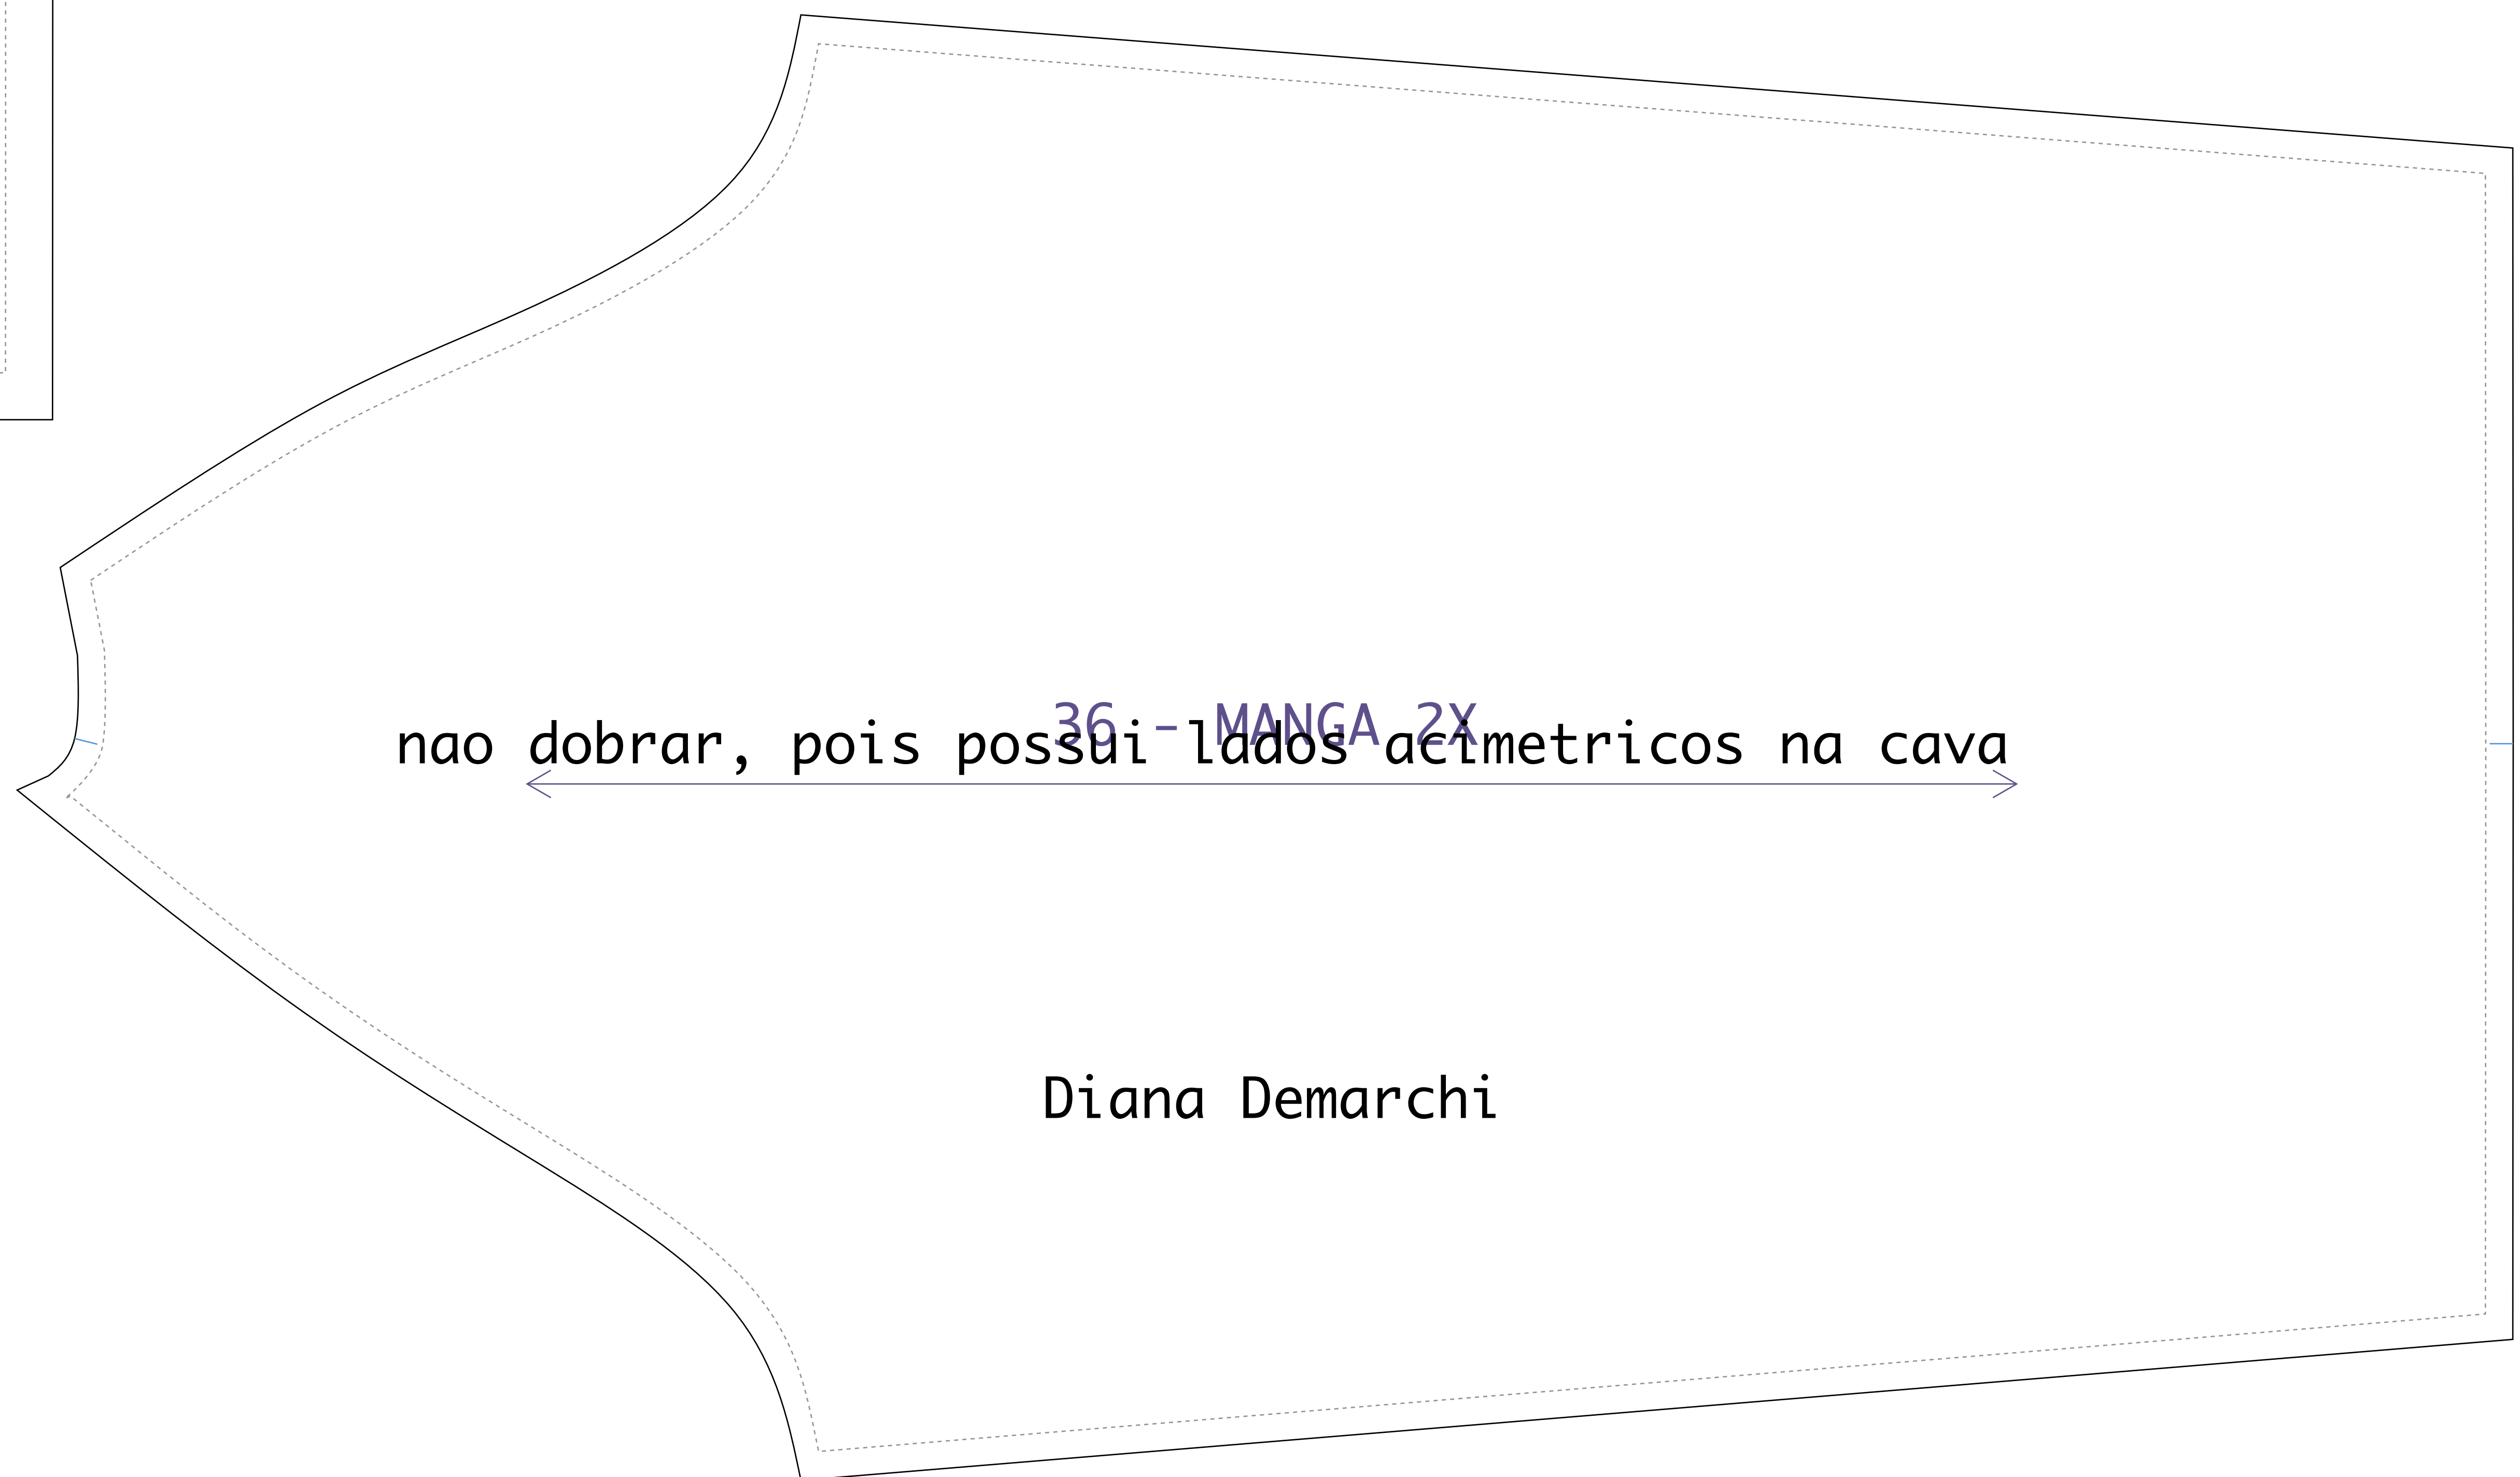 36 - MANGA 2X
nao dobrar, pois possui lados acimetricos na cava
Diana Demarchi